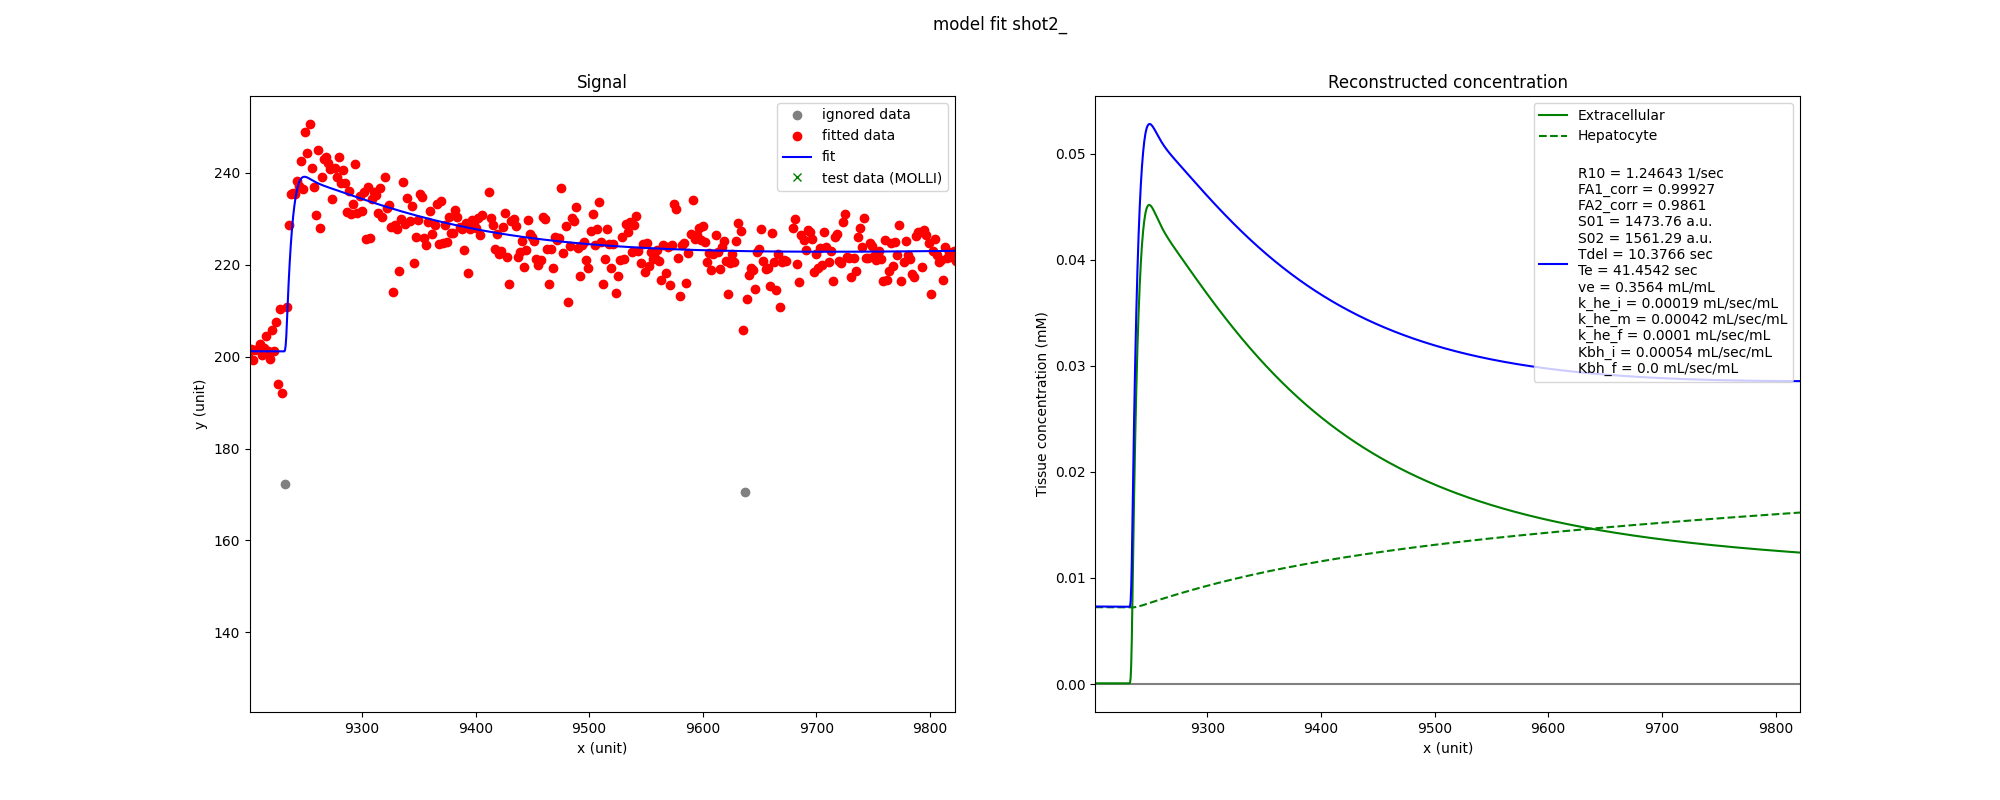 model fit shot2_
Signal
ignored data
fitted data
fit
test data (MOLLI)
y (unit)
240
220
200
180
160
140
9300
9400
9500
9600
9700
9800
x (unit)
Reconstructed concentration
Extracellular
Hepatocyte
R10 = 1.24643 1/sec
FA1_corr = 0.99927
FA2_corr = 0.9861
S01 = 1473.76 a.u.
S02 = 1561.29 a.u.
Tdel = 10.3766 sec
Te = 41.4542 sec
ve = 0.3564 mL/mL
k_he_i = 0.00019 mL/sec/mL
k_he_m = 0.00042 mL/sec/mL
k_he_f = 0.0001 mL/sec/mL
Kbh_i = 0.00054 mL/sec/mL
Kbh_f = 0.0 mL/sec/mL
Tissue concentration (mM)
0.05
0.04
0.03
0.02
0.01
0.00
9300
9400
9500
9600
9700
9800
x (unit)